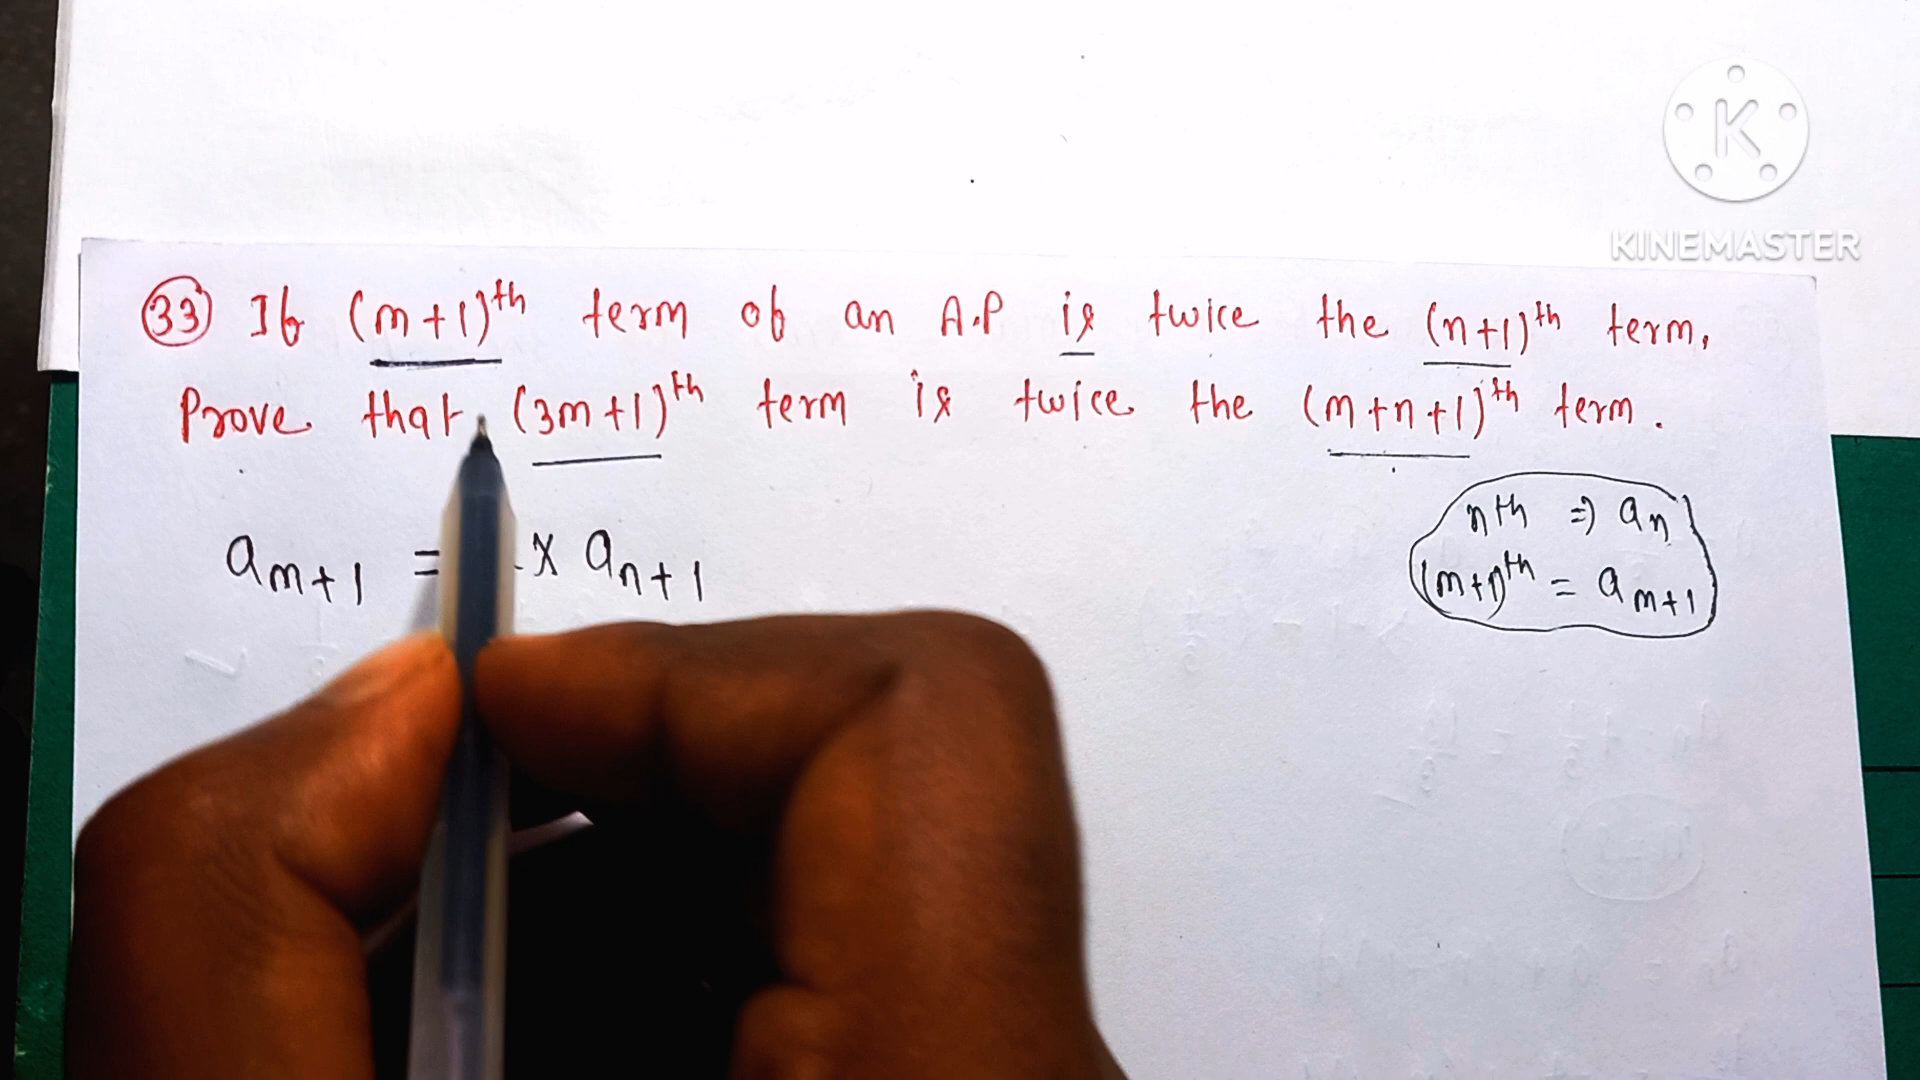 K
KINEMASTER
33 If (m+1)th term of an A.P is twice the (n+1)th term,
Prove that (3m+1)th term is twice the (m+n+1)th term.
nth ⇒ an
am+1 = × an+1
(m+1)th = am+1